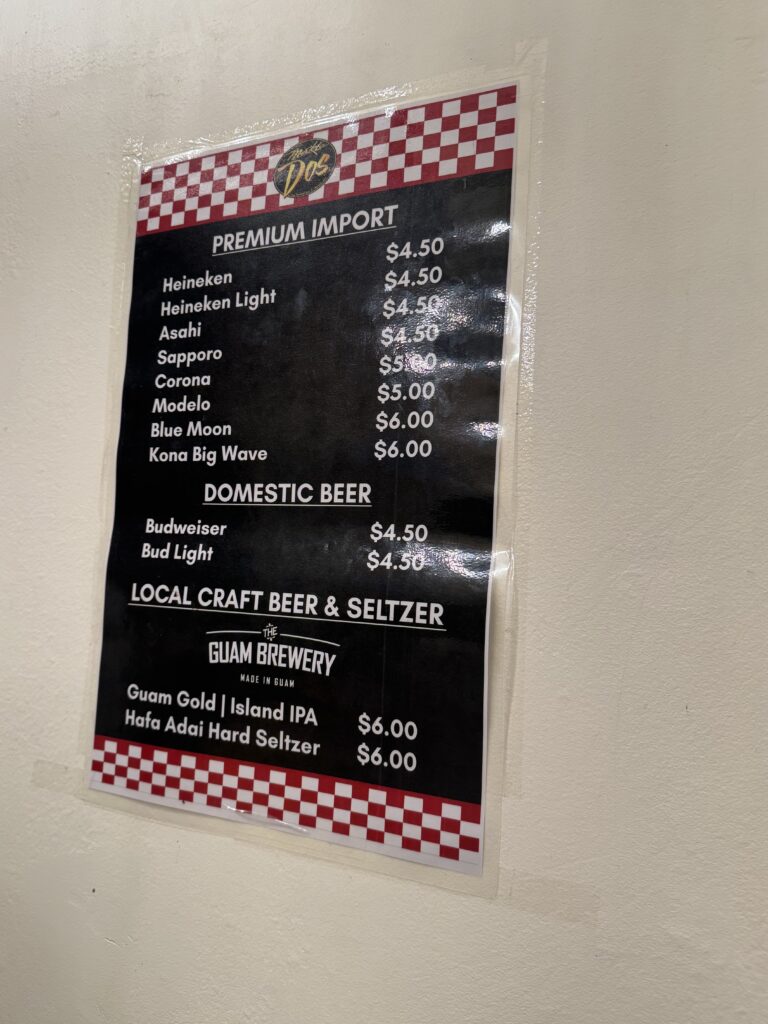 Meskla
DOS
PREMIUM IMPORT
Heineken $4.50
Heineken Light $4.50
Asahi $4.50
Sapporo $4.50
Corona $5.00
Modelo $5.00
Blue Moon $6.00
Kona Big Wave $6.00
DOMESTIC BEER
Budweiser $4.50
Bud Light $4.50
LOCAL CRAFT BEER & SELTZER
THE
GUAM BREWERY
MADE IN GUAM
Guam Gold | Island IPA $6.00
Hafa Adai Hard Seltzer $6.00